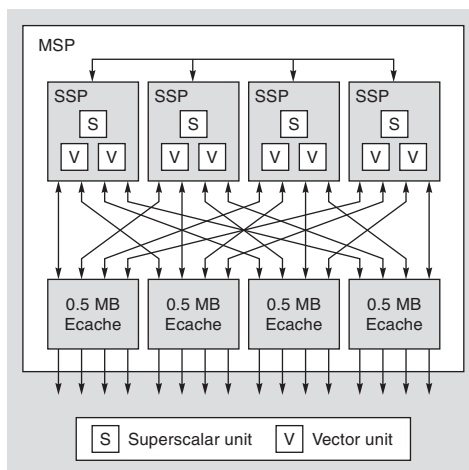 MSP
SSP SSP SSP SSP
S S S S
V V V V V V V V
0.5 MB 0.5 MB 0.5 MB 0.5 MB
Ecache Ecache Ecache Ecache
S Superscalar unit V Vector unit